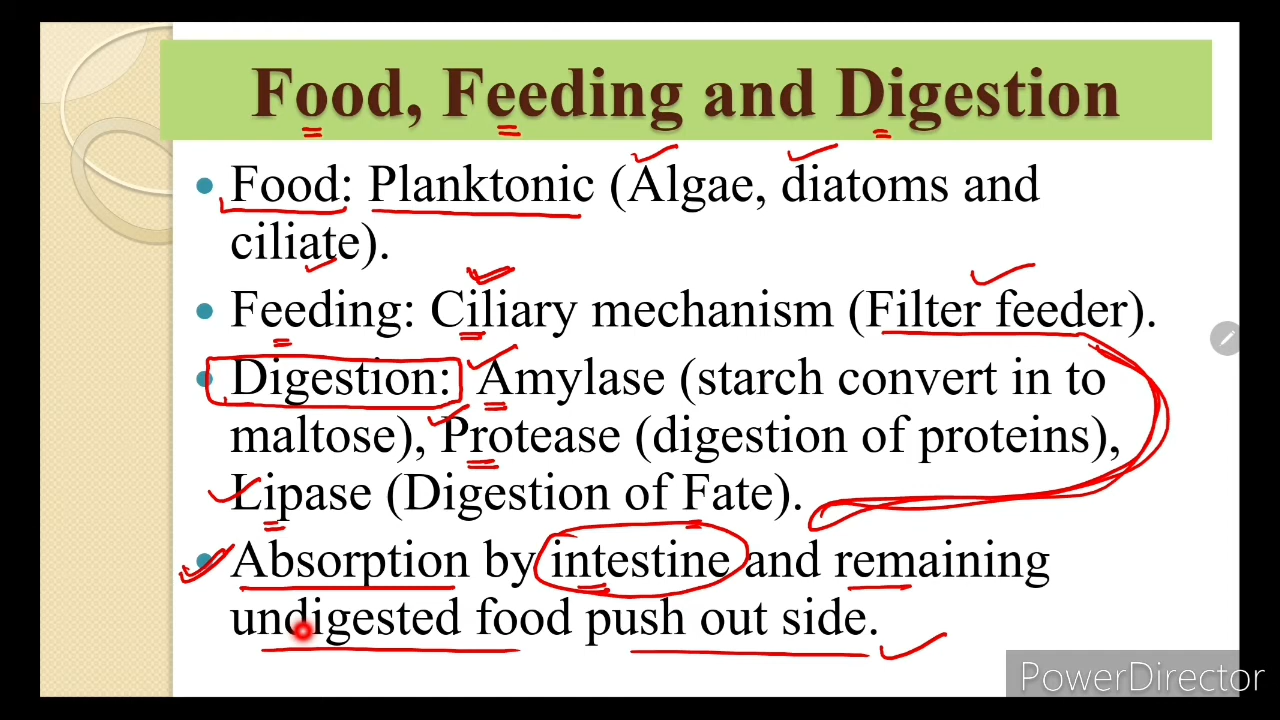 Food, Feeding and Digestion
• Food: Planktonic (Algae, diatoms and
ciliate).
• Feeding: Ciliary mechanism (Filter feeder).
• Digestion: Amylase (starch convert in to
maltose), Protease (digestion of proteins),
Lipase (Digestion of Fate).
• Absorption by intestine and remaining
undigested food push out side.
PowerDirector